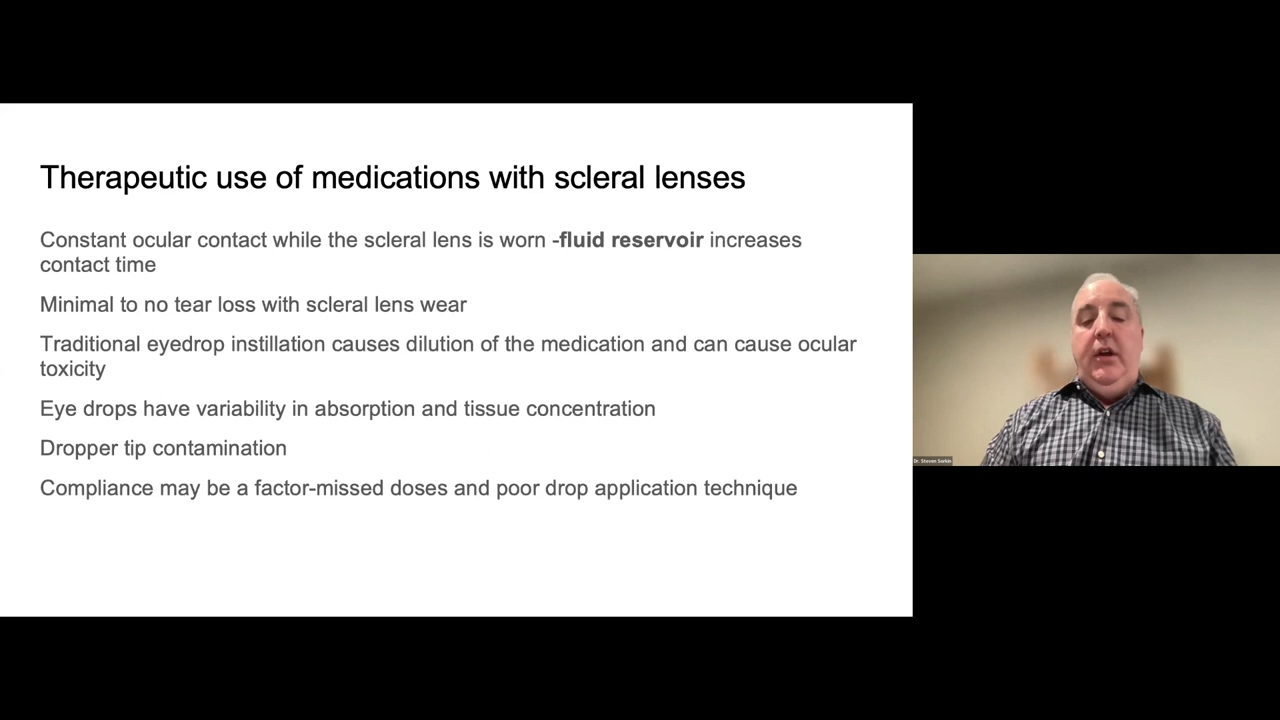 Therapeutic use of medications with scleral lenses
Constant ocular contact while the scleral lens is worn -fluid reservoir increases
contact time
Minimal to no tear loss with scleral lens wear
Traditional eyedrop instillation causes dilution of the medication and can cause ocular
toxicity
Eye drops have variability in absorption and tissue concentration
Dropper tip contamination
Compliance may be a factor-missed doses and poor drop application technique
Dr. Steven Sorkin